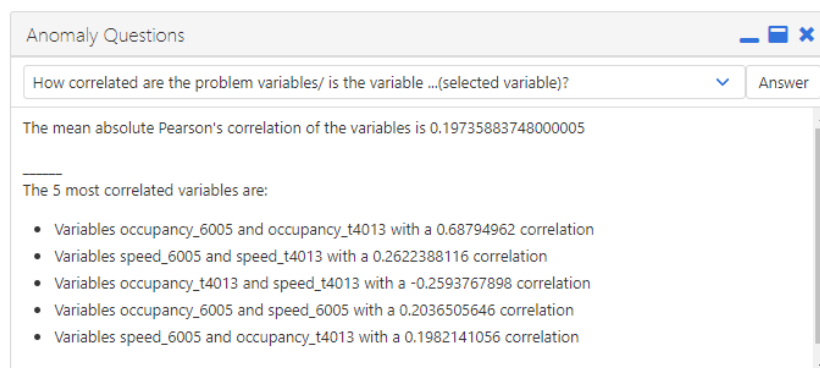 Anomaly Questions
How correlated are the problem variables/ is the variable ...(selected variable)?
Answer
The mean absolute Pearson's correlation of the variables is 0.19735883748000005
______
The 5 most correlated variables are:
• Variables occupancy_6005 and occupancy_t4013 with a 0.68794962 correlation
• Variables speed_6005 and speed_t4013 with a 0.2622388116 correlation
• Variables occupancy_t4013 and speed_t4013 with a -0.2593767898 correlation
• Variables occupancy_6005 and speed_6005 with a 0.2036505646 correlation
• Variables speed_6005 and occupancy_t4013 with a 0.1982141056 correlation